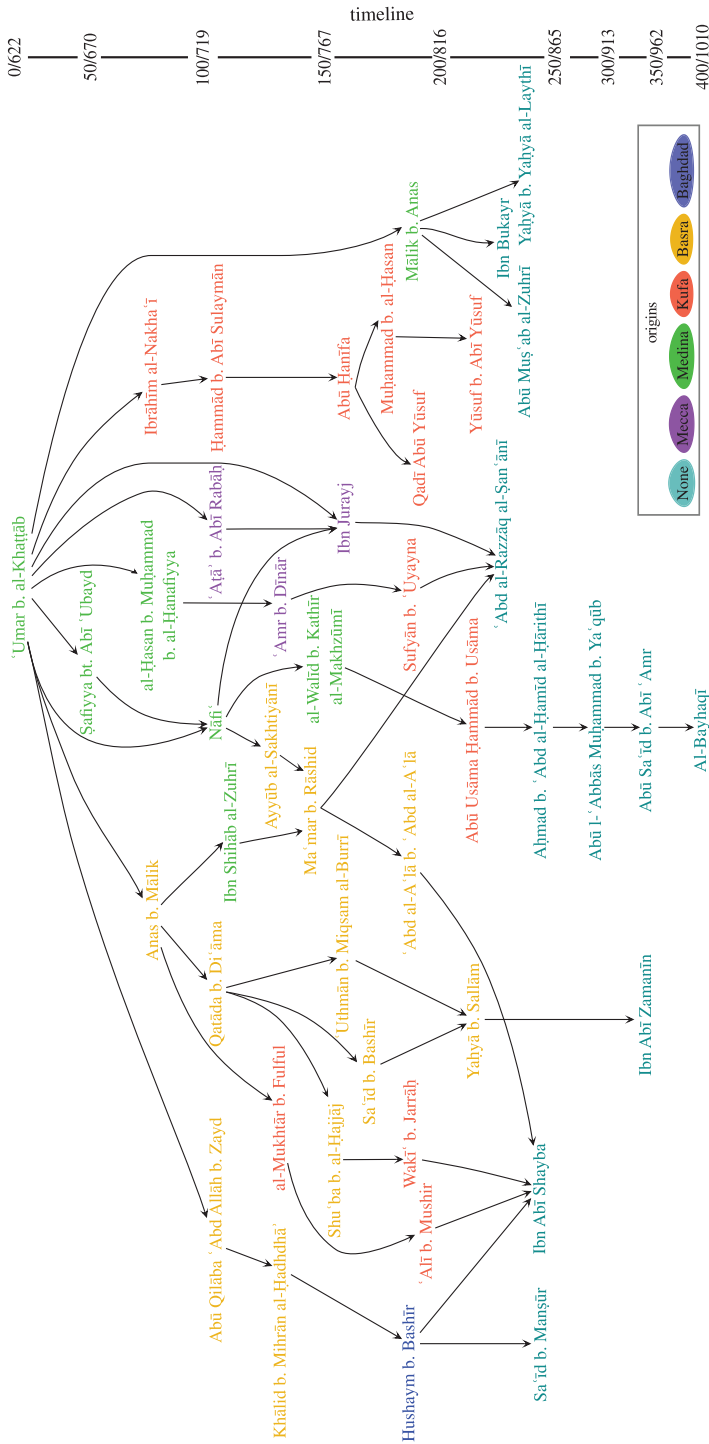 timeline
0/622
50/670
100/719
150/767
200/816
250/865
300/913
350/962
400/1010
ʿUmar b. al-Khaṭṭāb
Ṣafiyya bt. Abī ʿUbayd
al-Ḥasan b. Muḥammad
b. al-Ḥanafiyya
Anas b. Mālik
Ibrāhīm al-Nakhaʿī
Abū Qilāba ʿAbd Allāh b. Zayd
Qatāda b. Diʿāma
Ibn Shihāb al-Zuhrī
Nāfiʿ
ʿAṭāʾ b. Abī Rabāḥ
Ḥammād b. Abī Sulaymān
Khālid b. Mihrān al-Ḥadhdhāʾ
al-Mukhtār b. Fulful
Ayyūb al-Sakhtiyānī
ʿAmr b. Dīnār
Shuʿba b. al-Ḥajjāj
Saʿīd b. Bashīr
ʿUthmān b. Miqsam al-Burrī
Maʿmar b. Rāshid
al-Walīd b. Kathīr
al-Makhzūmī
Ibn Jurayj
Abū Ḥanīfa
Hushaym b. Bashīr
ʿAlī b. Mushir
Wakīʿ b. Jarrāḥ
ʿAbd al-Aʿlā b. ʿAbd al-Aʿlā
Sufyān b. ʿUyayna
Qadī Abū Yūsuf
Muḥammad b. al-Ḥasan
Mālik b. Anas
Yaḥyā b. Sallām
Abū Usāma Ḥammād b. Usāma
ʿAbd al-Razzāq al-Ṣanʿānī
Yūsuf b. Abī Yūsuf
Abū Muṣʿab al-Zuhrī
Ibn Bukayr
Yaḥyā b. Yaḥyā al-Laythī
Saʿīd b. Manṣūr
Ibn Abī Shayba
Aḥmad b. ʿAbd al-Ḥamīd al-Ḥārithī
Abū l-ʿAbbās Muḥammad b. Yaʿqūb
Ibn Abī Zamanīn
Abū Saʿīd b. Abī ʿAmr
Al-Bayhaqī
origins
None
Mecca
Medina
Kufa
Basra
Baghdad